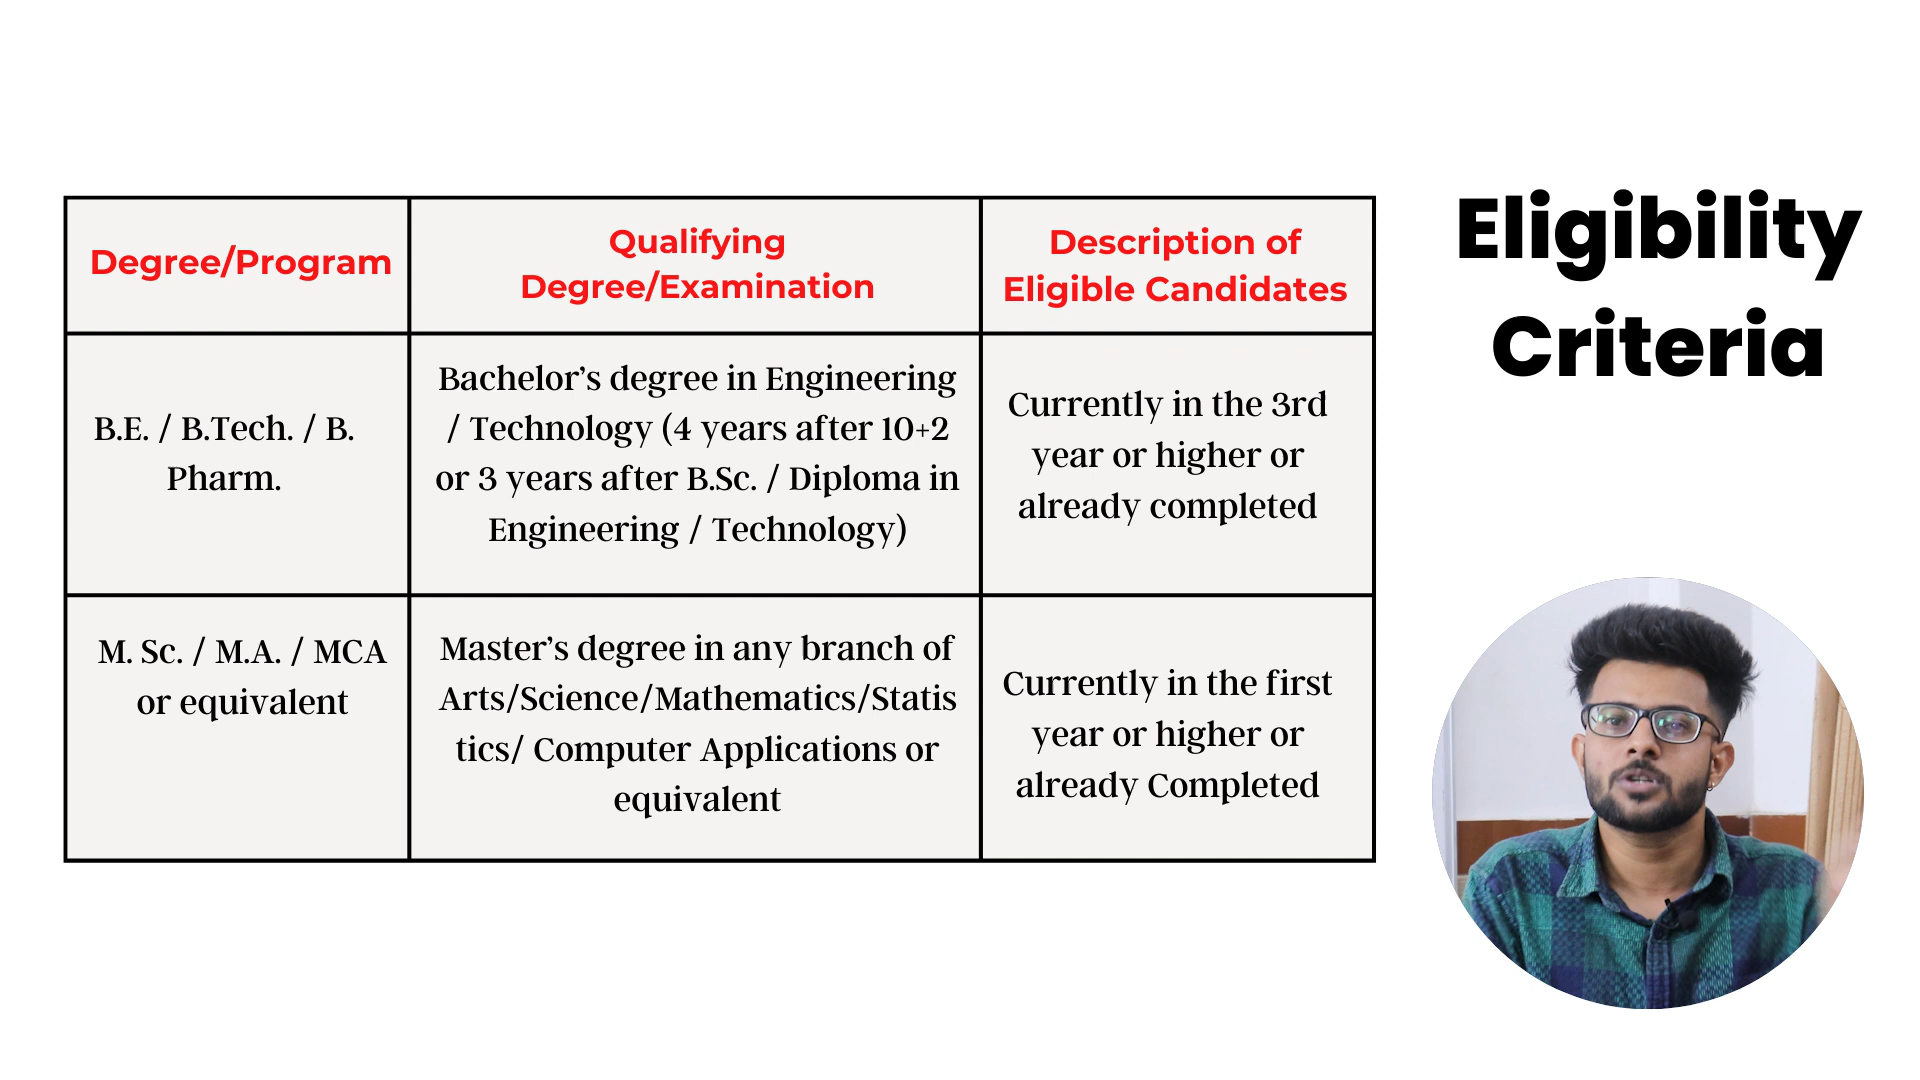 Degree/Program
Qualifying
Degree/Examination
Description of
Eligible Candidates
B.E. / B.Tech. / B.
Pharm.
Bachelor’s degree in Engineering
/ Technology (4 years after 10+2
or 3 years after B.Sc. / Diploma in
Engineering / Technology)
Currently in the 3rd
year or higher or
already completed
M. Sc. / M.A. / MCA
or equivalent
Master’s degree in any branch of
Arts/Science/Mathematics/Statis
tics/ Computer Applications or
equivalent
Currently in the first
year or higher or
already Completed
Eligibility
Criteria